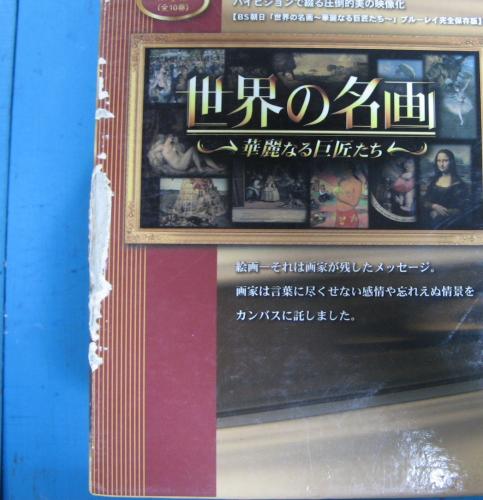 (全10巻)
ハイビジョンで綴る圧倒的美の映像化
【BS朝日「世界の名画~華麗なる巨匠たち~」ブルーレイ完全保存版】
世界の名画
華麗なる巨匠たち
絵画—それは画家が残したメッセージ。
画家は言葉に尽くせない感情や忘れえぬ情景を
カンバスに託しました。